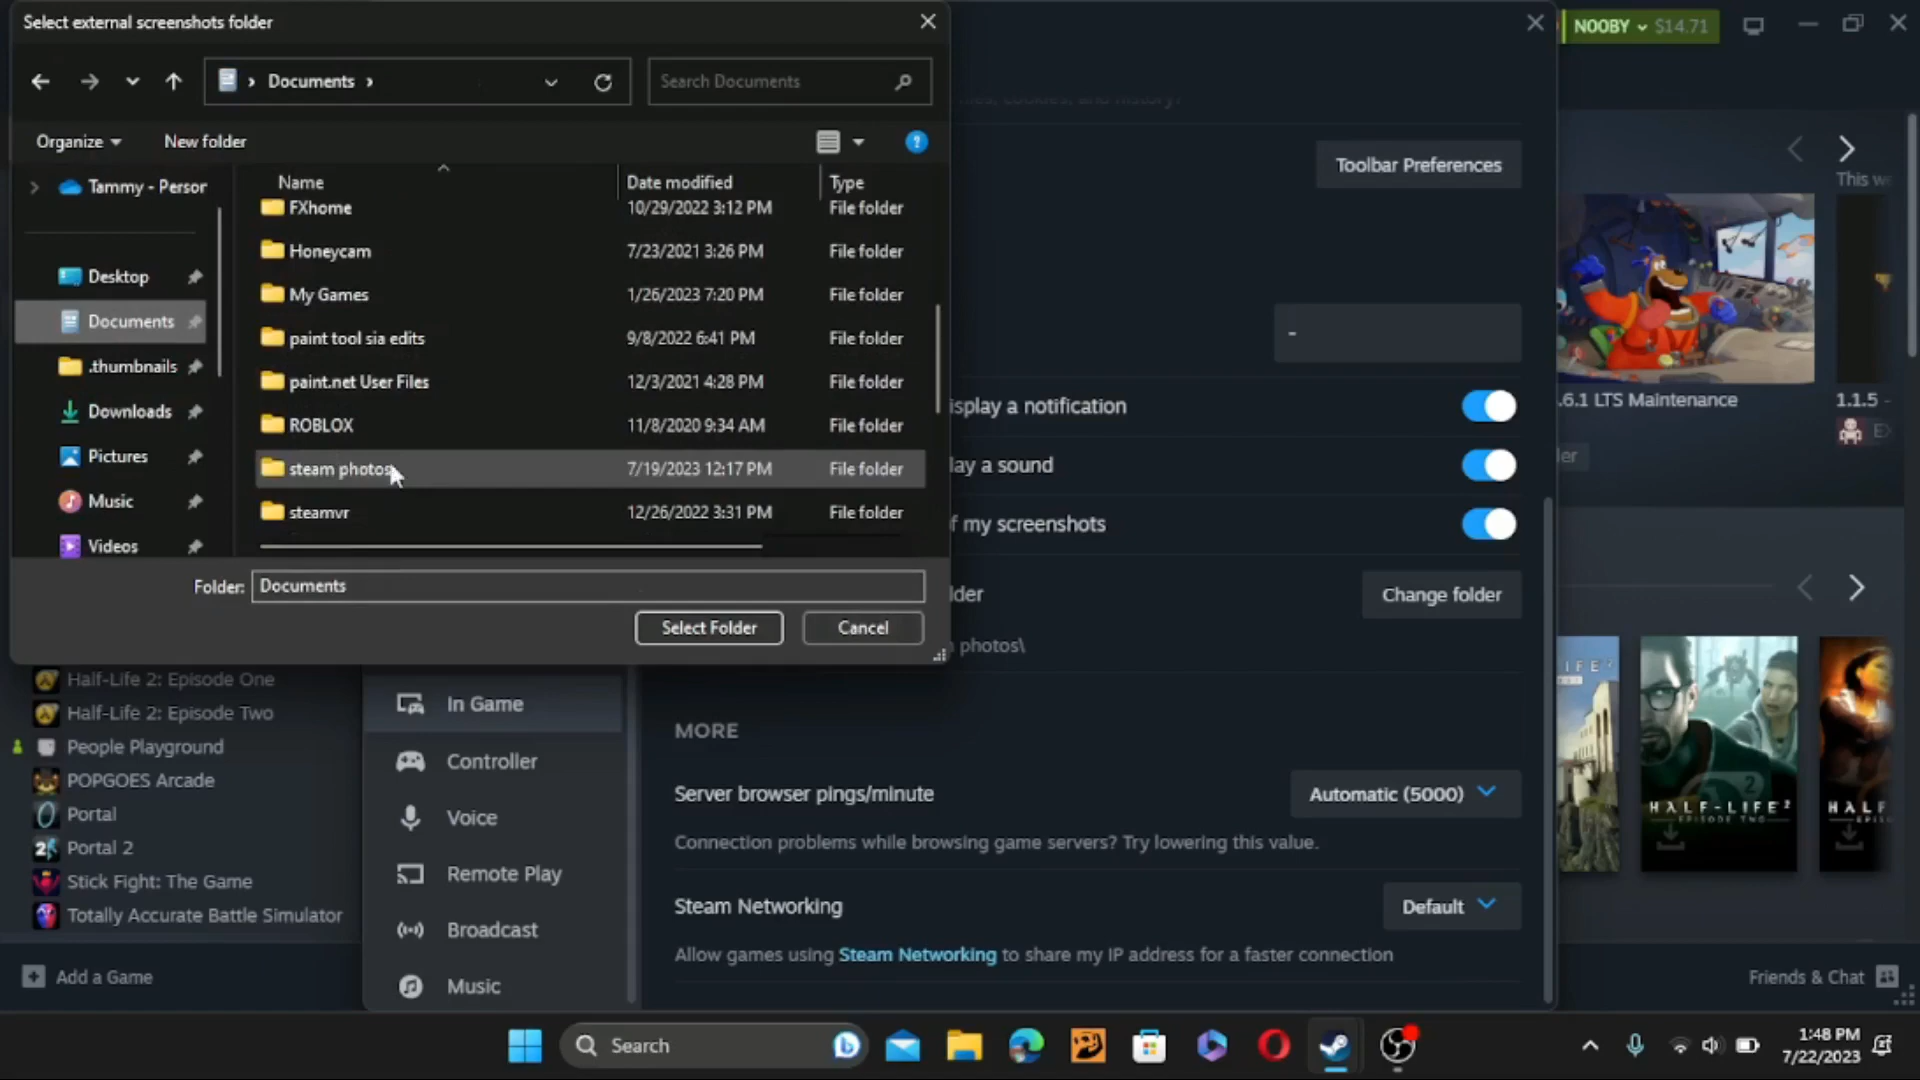 Select external screenshots folder
NOOBY $14.71
Documents
Search Documents
Organize
New folder
Toolbar Preferences
Tammy - Person
Name
Date modified
Type
FXhome 10/29/2022 3:12 PM File folder
Honeycam 7/23/2021 3:26 PM File folder
My Games 1/26/2023 7:20 PM File folder
paint tool sia edits 9/8/2022 6:41 PM File folder
paint.net User Files 12/3/2021 4:28 PM File folder
ROBLOX 11/8/2020 9:34 AM File folder
steam photos 7/19/2023 12:17 PM File folder
steamvr 12/26/2022 3:31 PM File folder
Desktop
Documents
.thumbnails
Downloads
Pictures
Music
Videos
Folder: Documents
Select Folder
Cancel
-
isplay a notification
lay a sound
f my screenshots
lder
Change folder
photos\
This we
.6.1 LTS Maintenance
1.1.5 -
er
HALF-LIFE 2
EPISODE TWO
HALF-L
Half-Life 2: Episode One
Half-Life 2: Episode Two
People Playground
POPGOES Arcade
Portal
Portal 2
Stick Fight: The Game
Totally Accurate Battle Simulator
Add a Game
In Game
Controller
Voice
Remote Play
Broadcast
Music
MORE
Server browser pings/minute
Automatic (5000)
Connection problems while browsing game servers? Try lowering this value.
Steam Networking
Default
Allow games using Steam Networking to share my IP address for a faster connection
Friends & Chat
Search
1:48 PM
7/22/2023